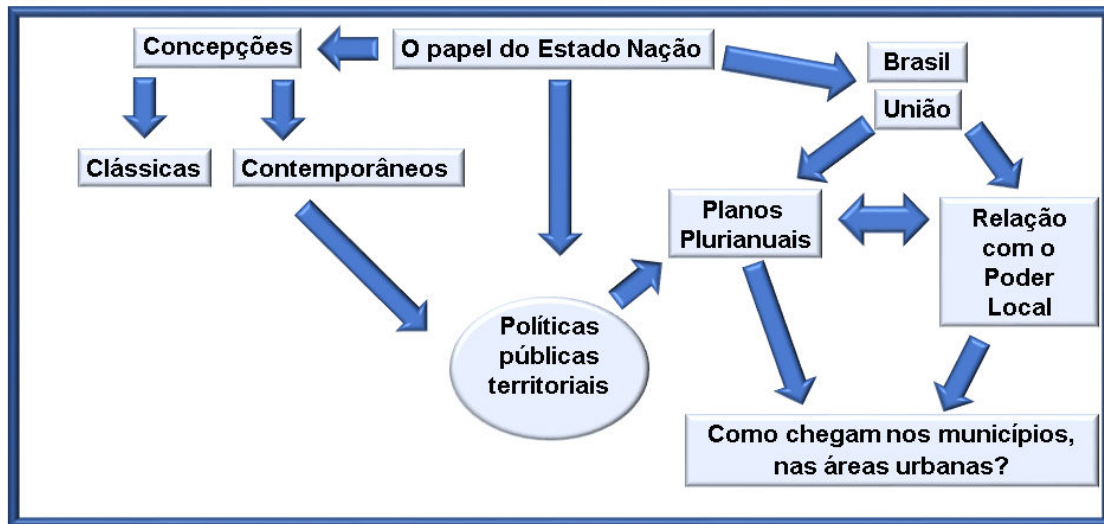 Concepções
O papel do Estado Nação
Brasil
União
Clássicas
Contemporâneos
Planos
Plurianuais
Relação
com o
Poder
Local
Políticas
públicas
territoriais
Como chegam nos municípios,
nas áreas urbanas?